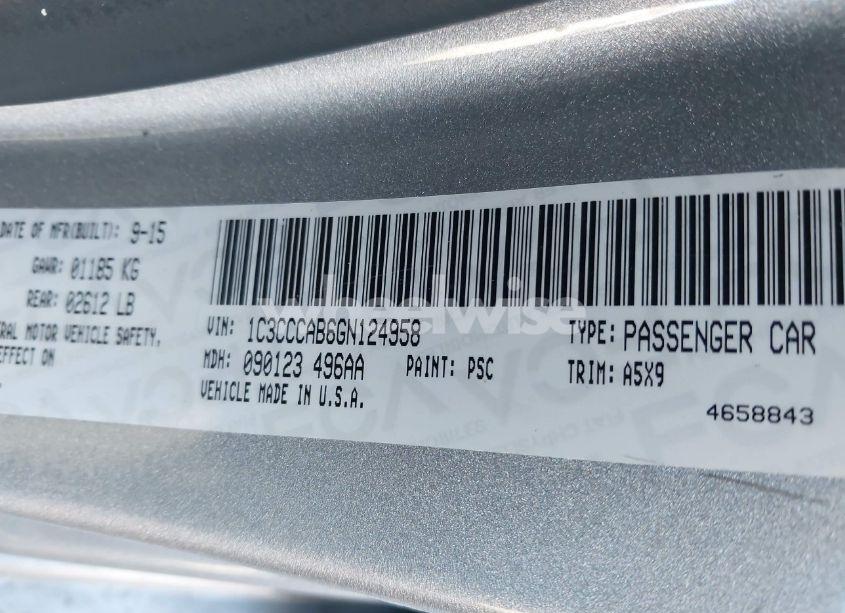 DATE OF MFR(BUILT): 9-15
GAWR: 01185 KG
REAR: 02612 LB
MOTOR VEHICLE SAFETY,
EFFECT ON
VIN: 1C3CCCAB6GN124958
TYPE: PASSENGER CAR
MDH: 090123 496AA
PAINT: PSC
TRIM: A5X9
VEHICLE MADE IN U.S.A.
4658843
wheelwise